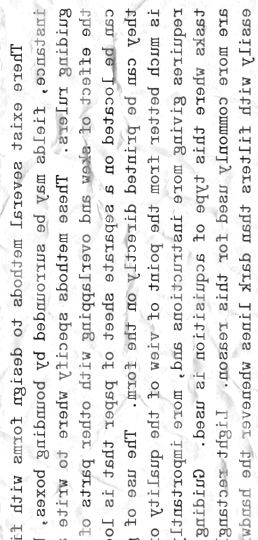 There exist several methods to design forms with fi
instance, fields may be surrounded by bounding boxes,
guiding rulers. These methods specify where to write
the effect of skew and overlapping with other parts of
can be located on a separate sheet of paper that is loc
they can be printed directly on the form. The use of
is much better from the point of view of the quality o
requires giving more instructions and, more importantl
tasks where this type of acquisition is used. Guiding
are more commonly used for this reason. Light rectang
easily with filters than dark lines whenever the handw